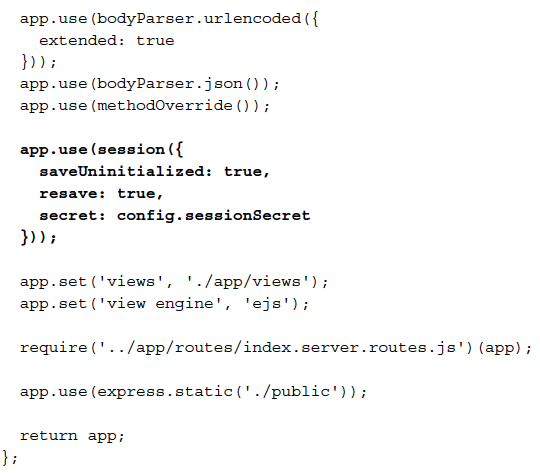 app.use(bodyParser.urlencoded({
extended: true
}));
app.use(bodyParser.json());
app.use(methodOverride());
app.use(session({
saveUninitialized: true,
resave: true,
secret: config.sessionSecret
}));
app.set('views', './app/views');
app.set('view engine', 'ejs');
require('../app/routes/index.server.routes.js')(app);
app.use(express.static('./public'));
return app;
};